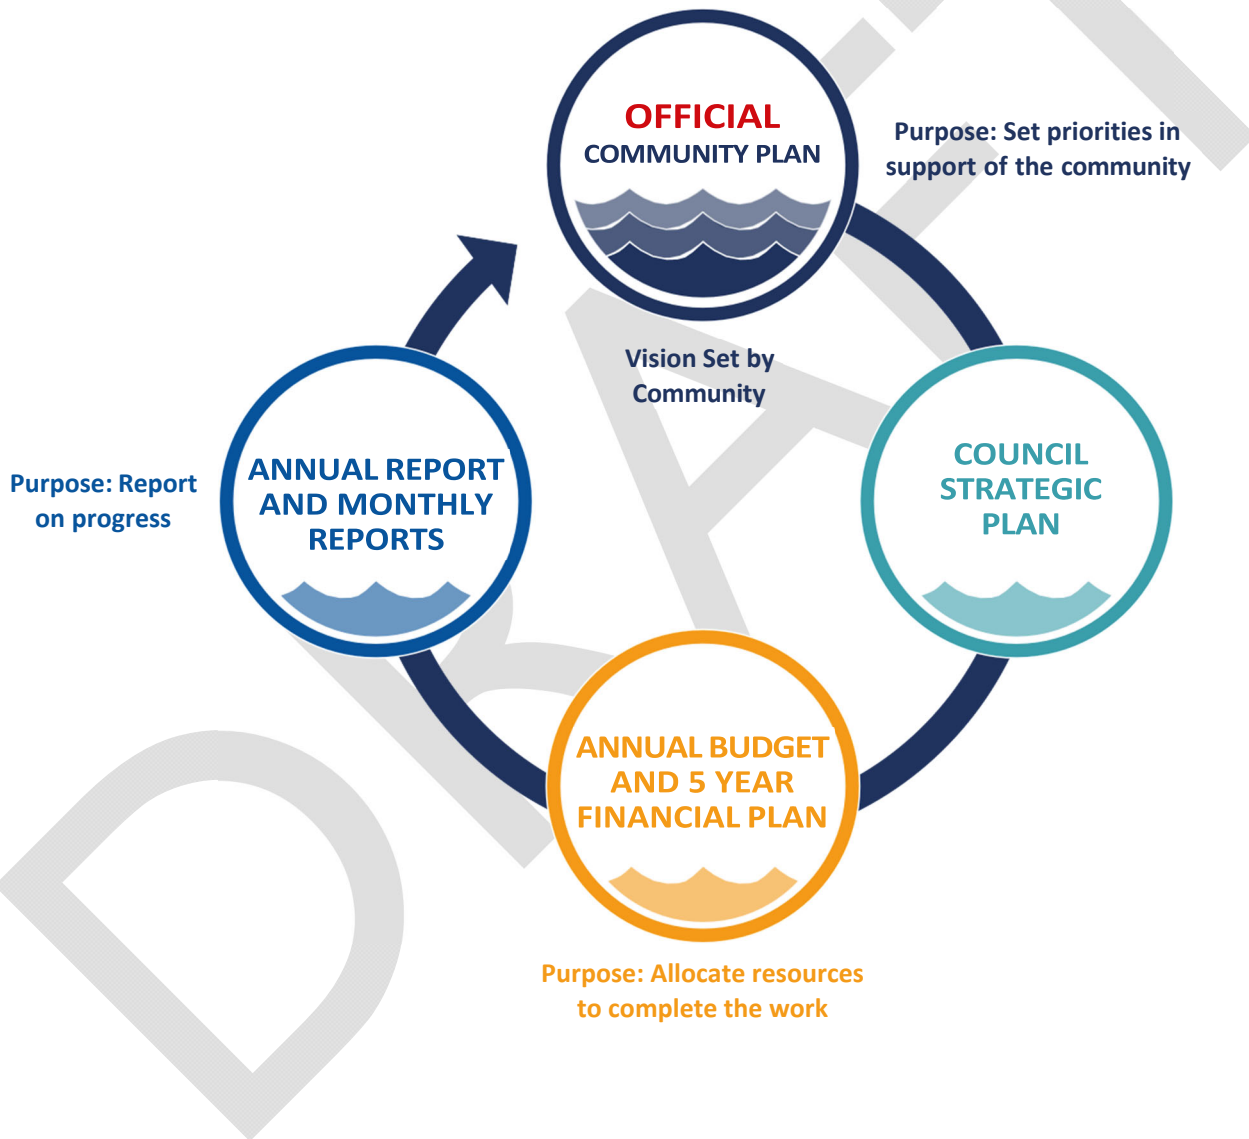 OFFICIAL
COMMUNITY PLAN
Purpose: Set priorities in
support of the community
Vision Set by
Community
COUNCIL
STRATEGIC
PLAN
ANNUAL REPORT
AND MONTHLY
REPORTS
Purpose: Report
on progress
ANNUAL BUDGET
AND 5 YEAR
FINANCIAL PLAN
Purpose: Allocate resources
to complete the work
DRAFT